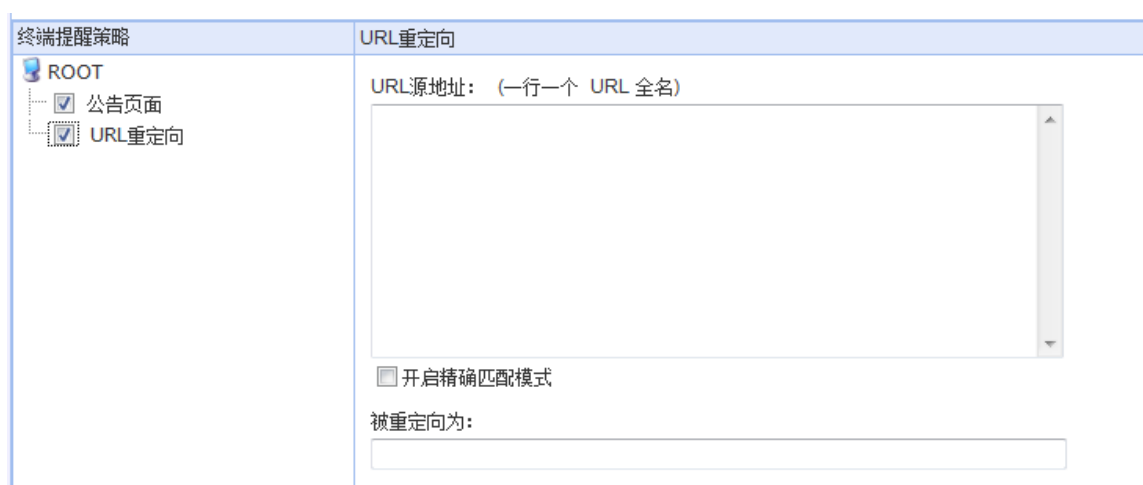 终端提醒策略
URL重定向
ROOT
公告页面
URL重定向
URL源地址： (一行一个 URL 全名)
开启精确匹配模式
被重定向为：